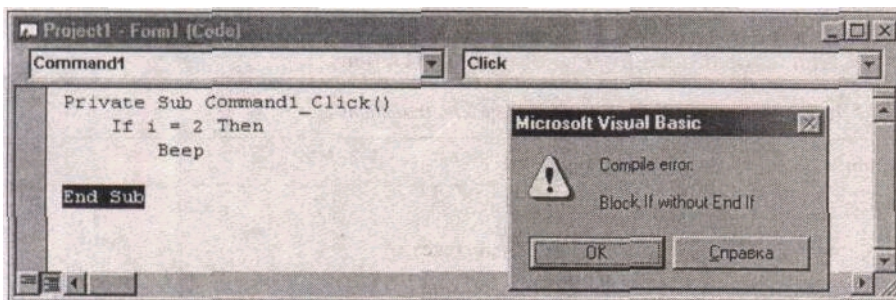 Project1 - Form1 (Code)
Command1
Click
Private Sub Command1_Click()
If i = 2 Then
Beep
End Sub
Microsoft Visual Basic
Compile error:
Block If without End If
OK
Справка